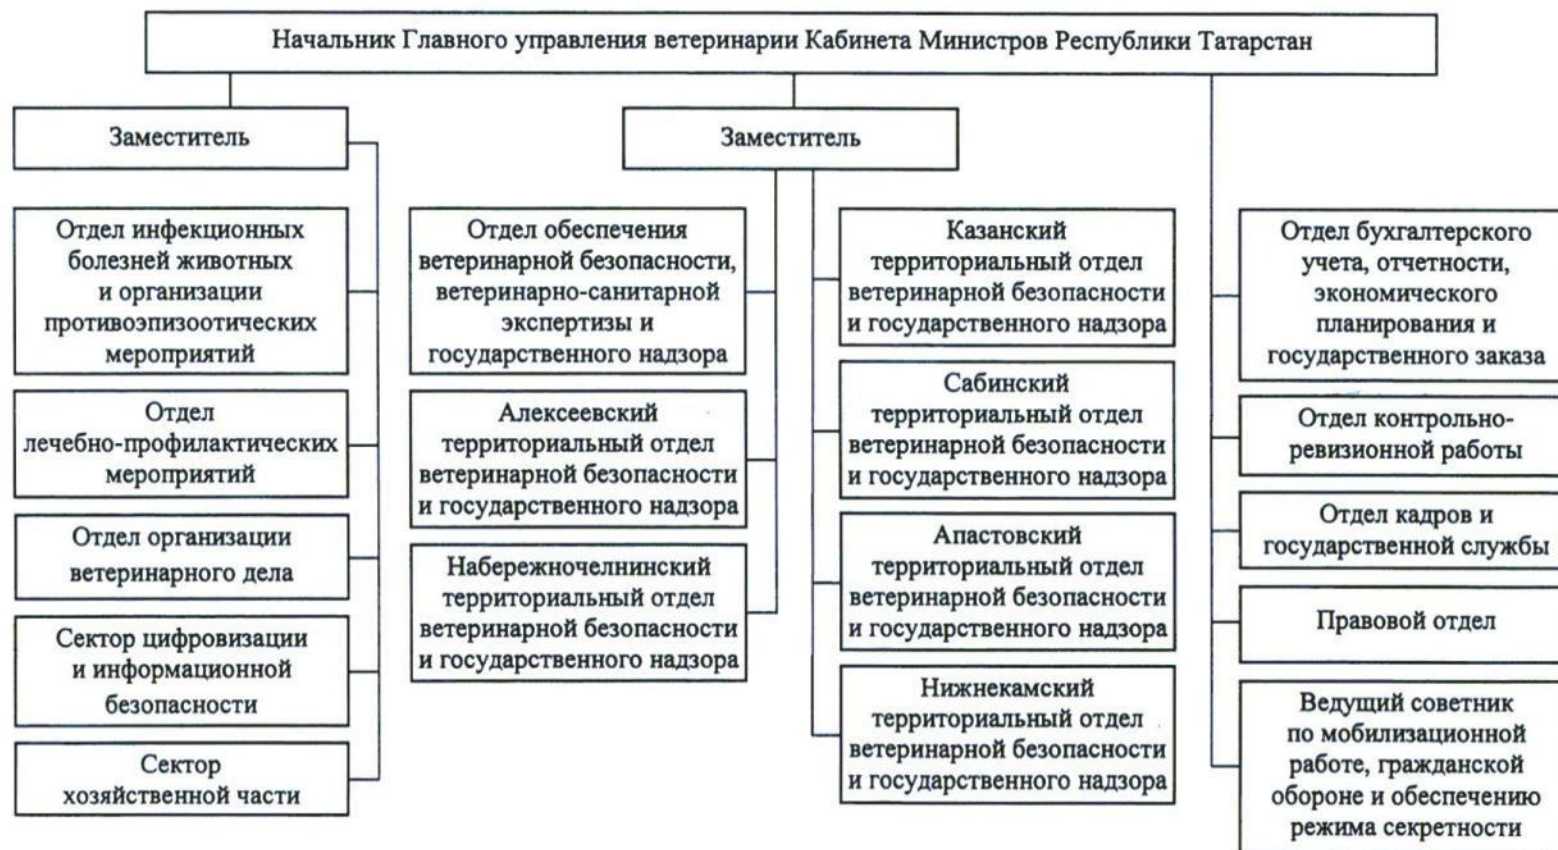 Начальник Главного управления ветеринарии Кабинета Министров Республики Татарстан
Заместитель
Отдел инфекционных
болезней животных
и организации
противоэпизоотических
мероприятий
Отдел
лечебно-профилактических
мероприятий
Отдел организации
ветеринарного дела
Сектор цифровизации
и информационной
безопасности
Сектор
хозяйственной части
Заместитель
Отдел обеспечения
ветеринарной безопасности,
ветеринарно-санитарной
экспертизы и
государственного надзора
Алексеевский
территориальный отдел
ветеринарной безопасности
и государственного надзора
Набережночелнинский
территориальный отдел
ветеринарной безопасности
и государственного надзора
Казанский
территориальный отдел
ветеринарной безопасности
и государственного надзора
Сабинский
территориальный отдел
ветеринарной безопасности
и государственного надзора
Апастовский
территориальный отдел
ветеринарной безопасности
и государственного надзора
Нижнекамский
территориальный отдел
ветеринарной безопасности
и государственного надзора
Отдел бухгалтерского
учета, отчетности,
экономического
планирования и
государственного заказа
Отдел контрольно-
ревизионной работы
Отдел кадров и
государственной службы
Правовой отдел
Ведущий советник
по мобилизационной
работе, гражданской
обороне и обеспечению
режима секретности